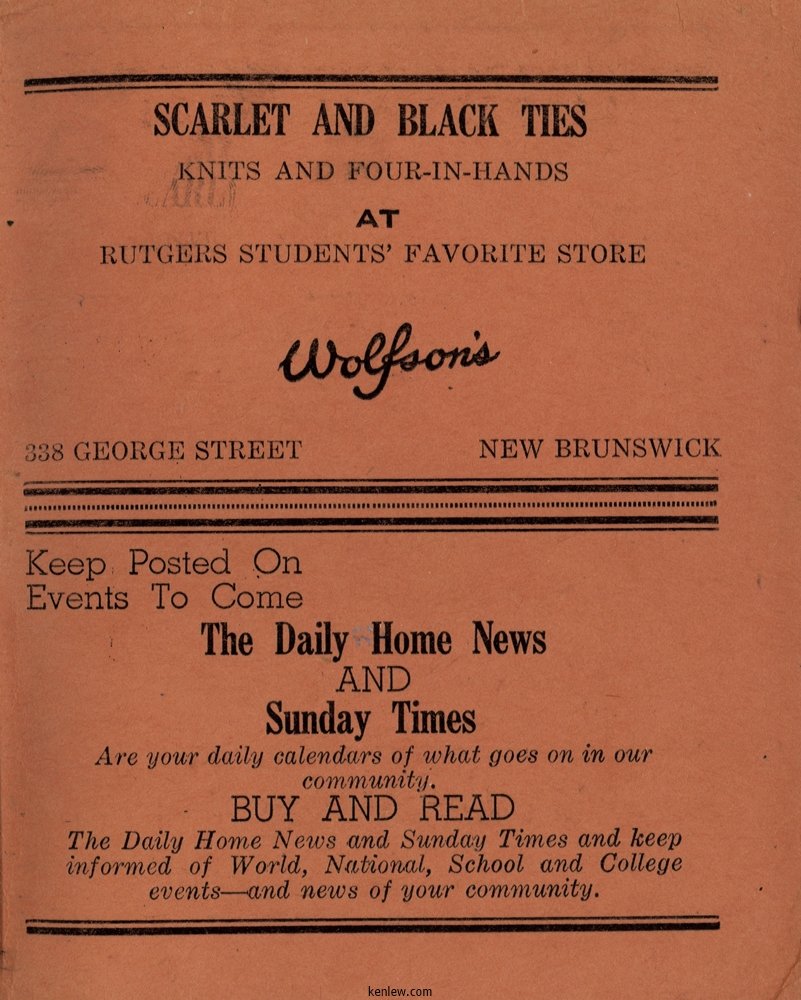 SCARLET AND BLACK TIES
KNITS AND FOUR-IN-HANDS
AT
RUTGERS STUDENTS' FAVORITE STORE
Wolfson's
338 GEORGE STREET NEW BRUNSWICK
Keep Posted On
Events To Come
The Daily Home News
AND
Sunday Times
Are your daily calendars of what goes on in our
community.
BUY AND READ
The Daily Home News and Sunday Times and keep
informed of World, National, School and College
events—and news of your community.
kenlew.com